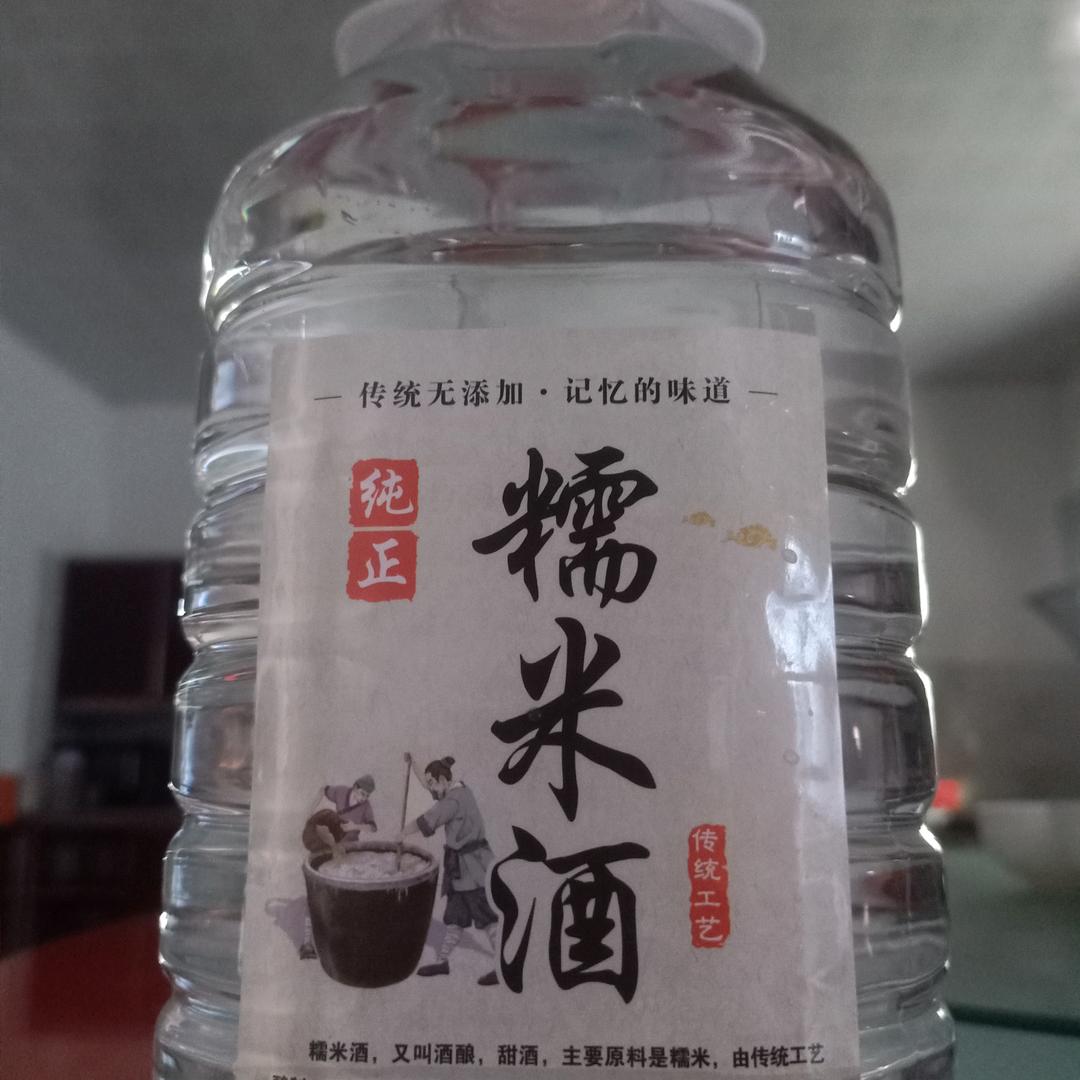 传统无添加·记忆的味道
纯正
糯米酒
传统工艺
糯米酒，又叫酒酿，甜酒，主要原料是糯米，由传统工艺